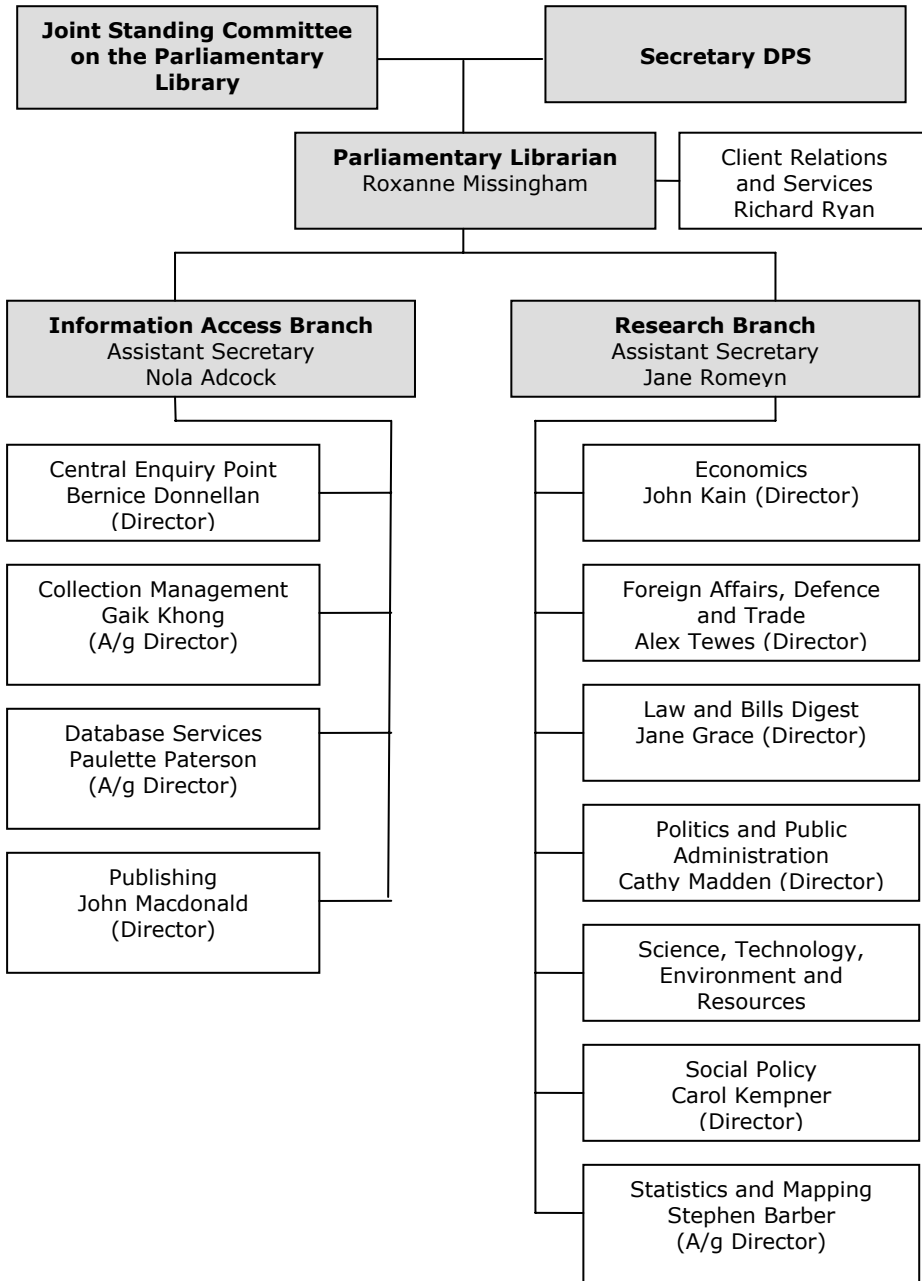 Joint Standing Committee
on the Parliamentary
Library
Secretary DPS
Parliamentary Librarian
Roxanne Missingham
Client Relations
and Services
Richard Ryan
Information Access Branch
Assistant Secretary
Nola Adcock
Research Branch
Assistant Secretary
Jane Romeyn
Central Enquiry Point
Bernice Donnellan
(Director)
Collection Management
Gaik Khong
(A/g Director)
Database Services
Paulette Paterson
(A/g Director)
Publishing
John Macdonald
(Director)
Economics
John Kain (Director)
Foreign Affairs, Defence
and Trade
Alex Tewes (Director)
Law and Bills Digest
Jane Grace (Director)
Politics and Public
Administration
Cathy Madden (Director)
Science, Technology,
Environment and
Resources
Social Policy
Carol Kempner
(Director)
Statistics and Mapping
Stephen Barber
(A/g Director)